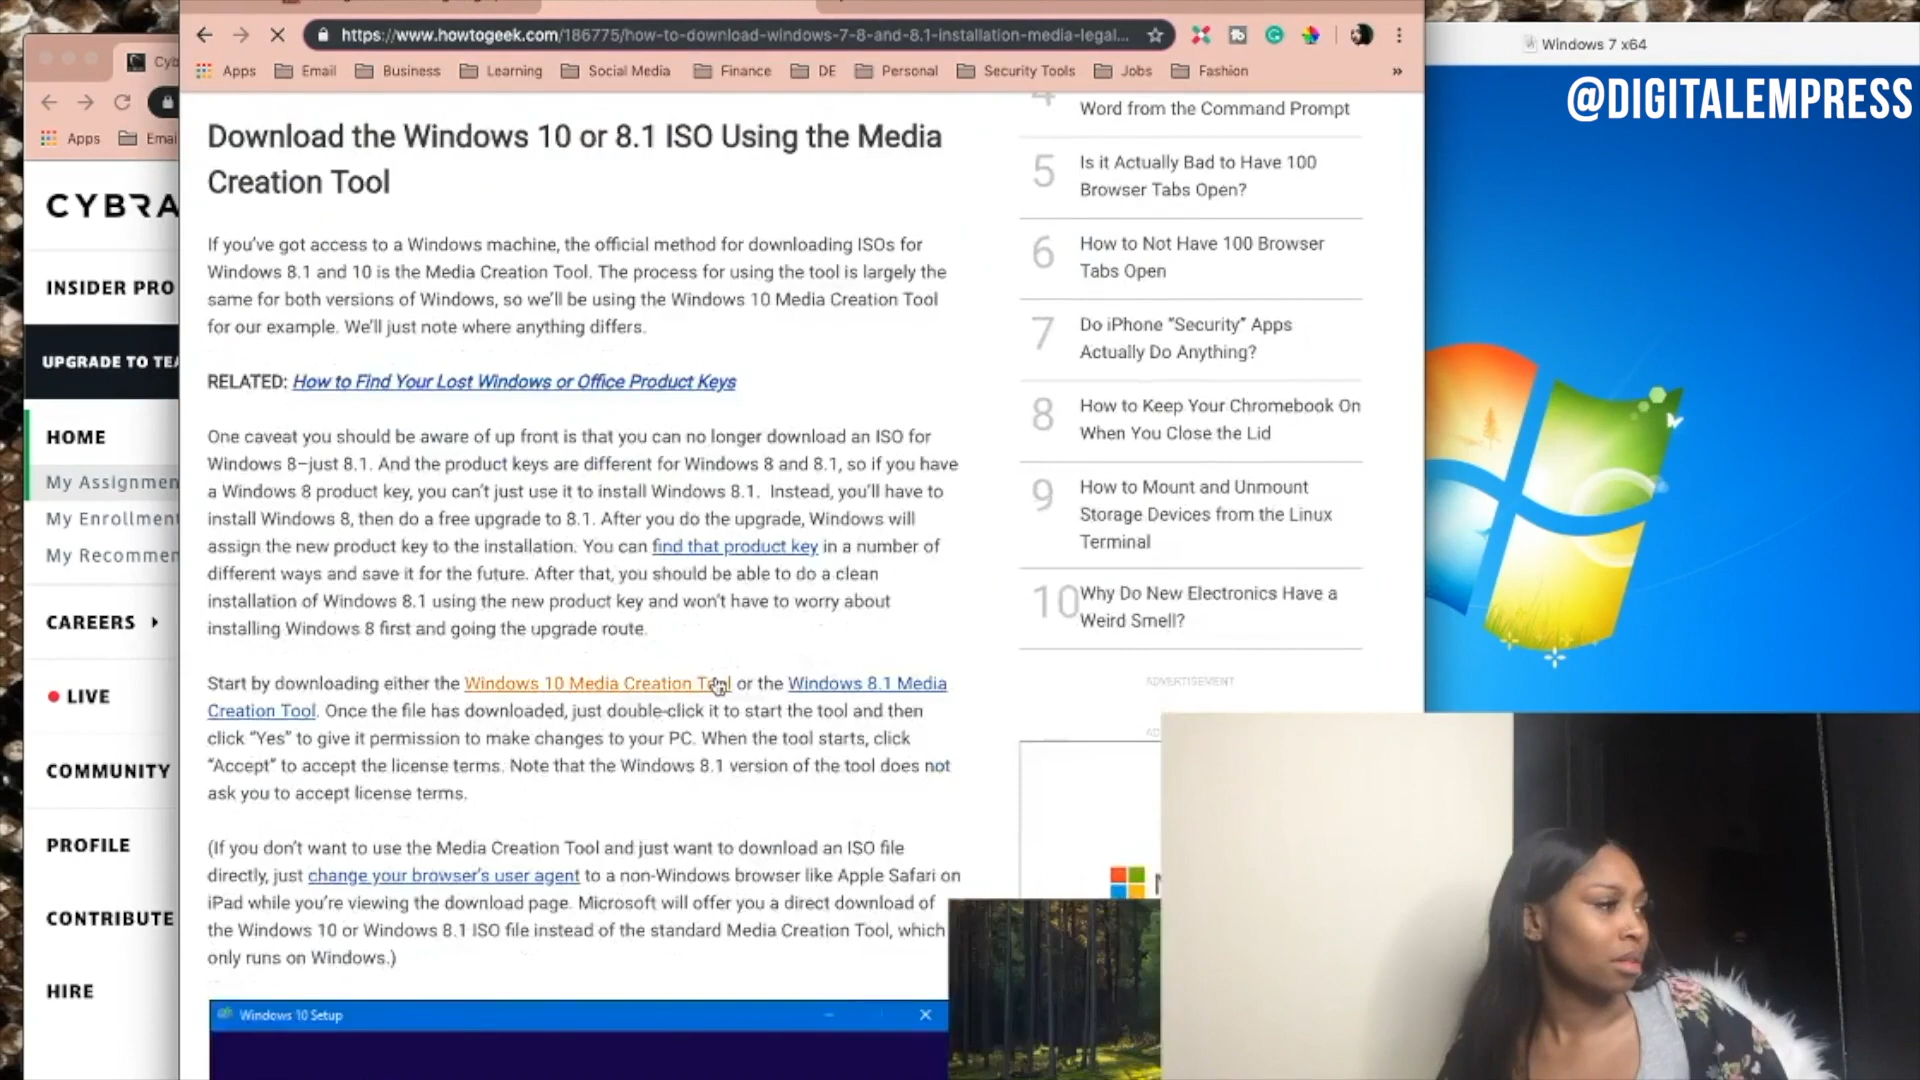 Windows 7 x64
@DIGITALEMPRESS
https://www.howtogeek.com/186775/how-to-download-windows-7-8-and-8.1-installation-media-legal...
Apps Email Business Learning Social Media Finance DE Personal Security Tools Jobs Fashion »
Cyb
Apps Emai
CYBRA
INSIDER PRO
UPGRADE TO TEA
HOME
My Assignmen
My Enrollment
My Recommen
CAREERS
LIVE
COMMUNITY
PROFILE
CONTRIBUTE
HIRE
Download the Windows 10 or 8.1 ISO Using the Media
Creation Tool
If you've got access to a Windows machine, the official method for downloading ISOs for
Windows 8.1 and 10 is the Media Creation Tool. The process for using the tool is largely the
same for both versions of Windows, so we'll be using the Windows 10 Media Creation Tool
for our example. We'll just note where anything differs.
RELATED: How to Find Your Lost Windows or Office Product Keys
One caveat you should be aware of up front is that you can no longer download an ISO for
Windows 8–just 8.1. And the product keys are different for Windows 8 and 8.1, so if you have
a Windows 8 product key, you can't just use it to install Windows 8.1. Instead, you'll have to
install Windows 8, then do a free upgrade to 8.1. After you do the upgrade, Windows will
assign the new product key to the installation. You can find that product key in a number of
different ways and save it for the future. After that, you should be able to do a clean
installation of Windows 8.1 using the new product key and won't have to worry about
installing Windows 8 first and going the upgrade route.
Start by downloading either the Windows 10 Media Creation Tool or the Windows 8.1 Media
Creation Tool. Once the file has downloaded, just double-click it to start the tool and then
click "Yes" to give it permission to make changes to your PC. When the tool starts, click
"Accept" to accept the license terms. Note that the Windows 8.1 version of the tool does not
ask you to accept license terms.
(If you don't want to use the Media Creation Tool and just want to download an ISO file
directly, just change your browser's user agent to a non-Windows browser like Apple Safari on
iPad while you're viewing the download page. Microsoft will offer you a direct download of
the Windows 10 or Windows 8.1 ISO file instead of the standard Media Creation Tool, which
only runs on Windows.)
Windows 10 Setup
4
Word from the Command Prompt
5 Is it Actually Bad to Have 100
Browser Tabs Open?
6 How to Not Have 100 Browser
Tabs Open
7 Do iPhone "Security" Apps
Actually Do Anything?
8 How to Keep Your Chromebook On
When You Close the Lid
9 How to Mount and Unmount
Storage Devices from the Linux
Terminal
10 Why Do New Electronics Have a
Weird Smell?
ADVERTISEMENT
AD